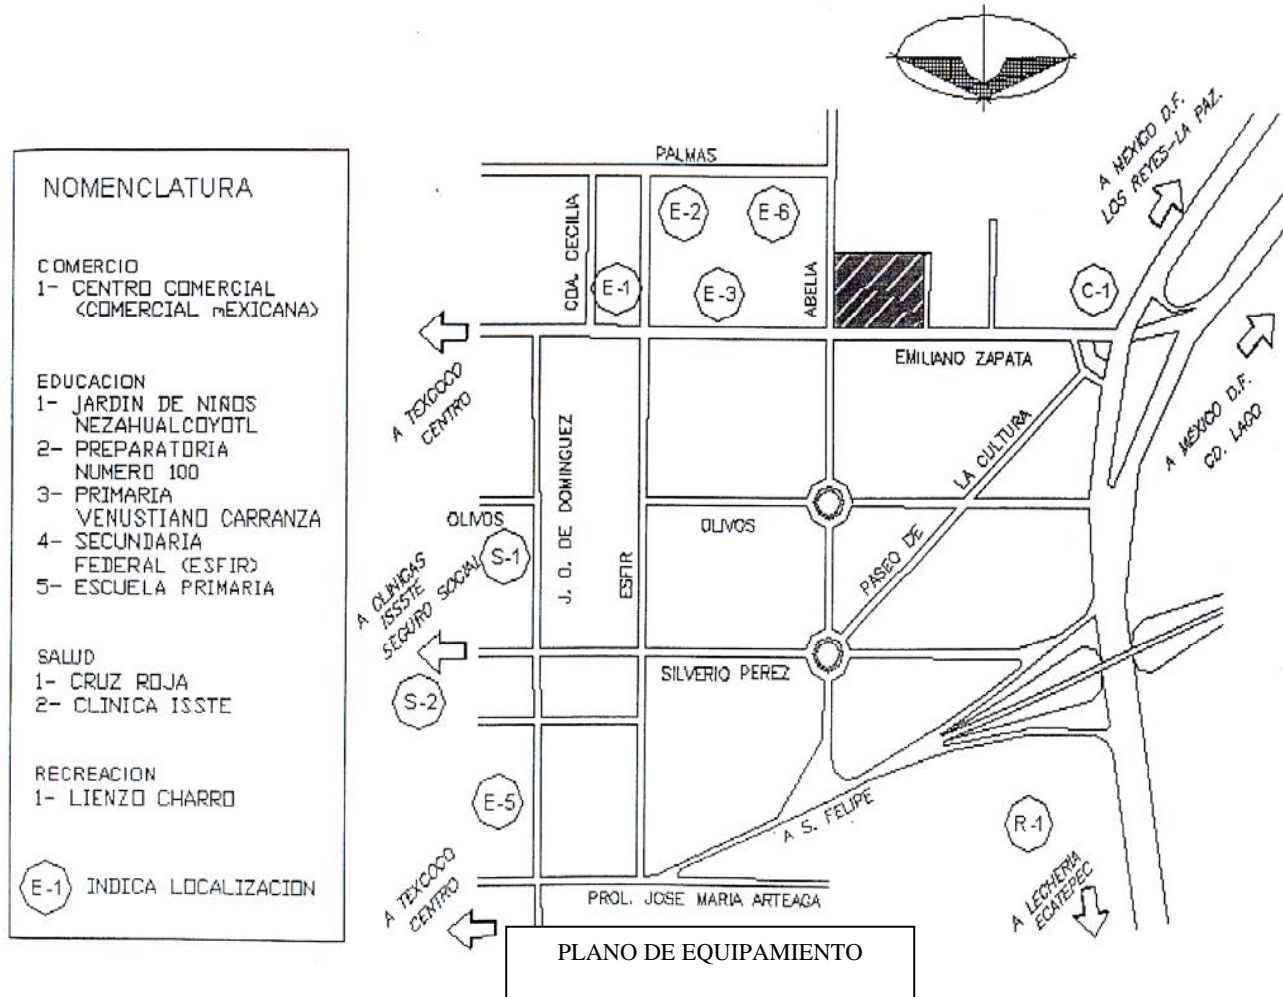 NOMENCLATURA
COMERCIO
1- CENTRO COMERCIAL
(COMERCIAL mEXICANA)
EDUCACION
1- JARDIN DE NIÑOS
NEZAHUALCOYOTL
2- PREPARATORIA
NUMERO 100
3- PRIMARIA
VENUSTIANO CARRANZA
4- SECUNDARIA
FEDERAL (ESFIR)
5- ESCUELA PRIMARIA
SALUD
1- CRUZ ROJA
2- CLINICA ISSTE
RECREACION
1- LIENZO CHARRO
E-1 INDICA LOCALIZACION
PALMAS
A MEXICO D.F.
LOS REYES-LA PAZ.
CDA. CECILIA
E-2
E-6
E-1
E-3
ABELIA
C-1
EMILIANO ZAPATA
A TEXCOCO
CENTRO
A MEXICO D.F.
CD. LAGO
J. O. DE DOMINGUEZ
LA CULTURA
PASEO DE
OLIVOS
OLIVOS
S-1
ESFIR
A CLINICAS
ISSSTE
SEGURO SOCIAL
SILVERIO PEREZ
S-2
E-5
A S. FELIPE
R-1
A TEXCOCO
CENTRO
PROL. JOSE MARIA ARTEAGA
A LECHERIA
ECATEPEC
PLANO DE EQUIPAMIENTO